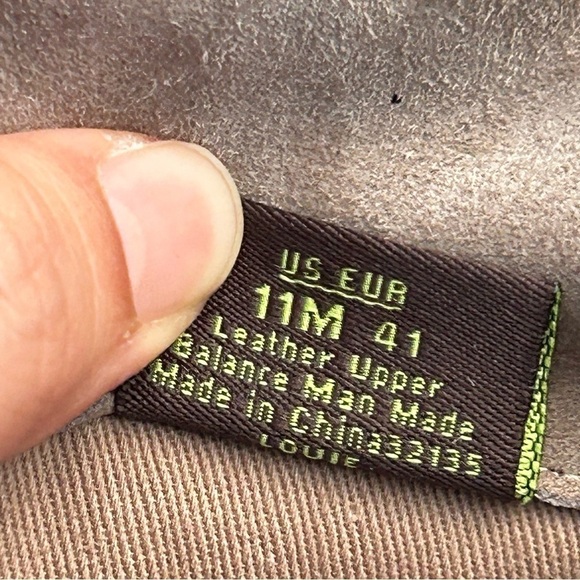 US EUR
11M 41
Leather Upper
Balance Man Made
Made in China32135
LOUIE